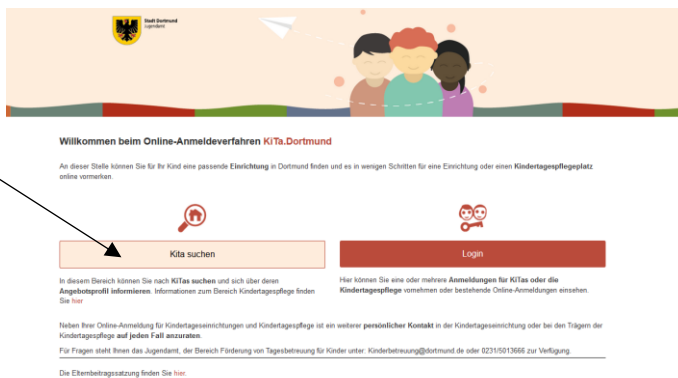 Stadt Dortmund
Jugendamt
Willkommen beim Online-Anmeldeverfahren KiTa.Dortmund
An dieser Stelle können Sie für Ihr Kind eine passende Einrichtung in Dortmund finden und es in wenigen Schritten für eine Einrichtung oder einen Kindertagespflegeplatz
online vormerken.
Kita suchen
In diesem Bereich können Sie nach KiTas suchen und sich über deren
Angebotsprofil informieren. Informationen zum Bereich Kindertagespflege finden
Sie hier
Login
Hier können Sie eine oder mehrere Anmeldungen für KiTas oder die
Kindertagespflege vornehmen oder bestehende Online-Anmeldungen einsehen.
Neben Ihrer Online-Anmeldung für Kindertageseinrichtungen und Kindertagespflege ist ein weiterer persönlicher Kontakt in der Kindertageseinrichtung oder bei den Trägern der
Kindertagespflege auf jeden Fall anzuraten.
Für Fragen steht Ihnen das Jugendamt, der Bereich Förderung von Tagesbetreuung für Kinder unter: Kinderbetreuung@dortmund.de oder 0231/5013666 zur Verfügung.
Die Elternbeitragssatzung finden Sie hier.